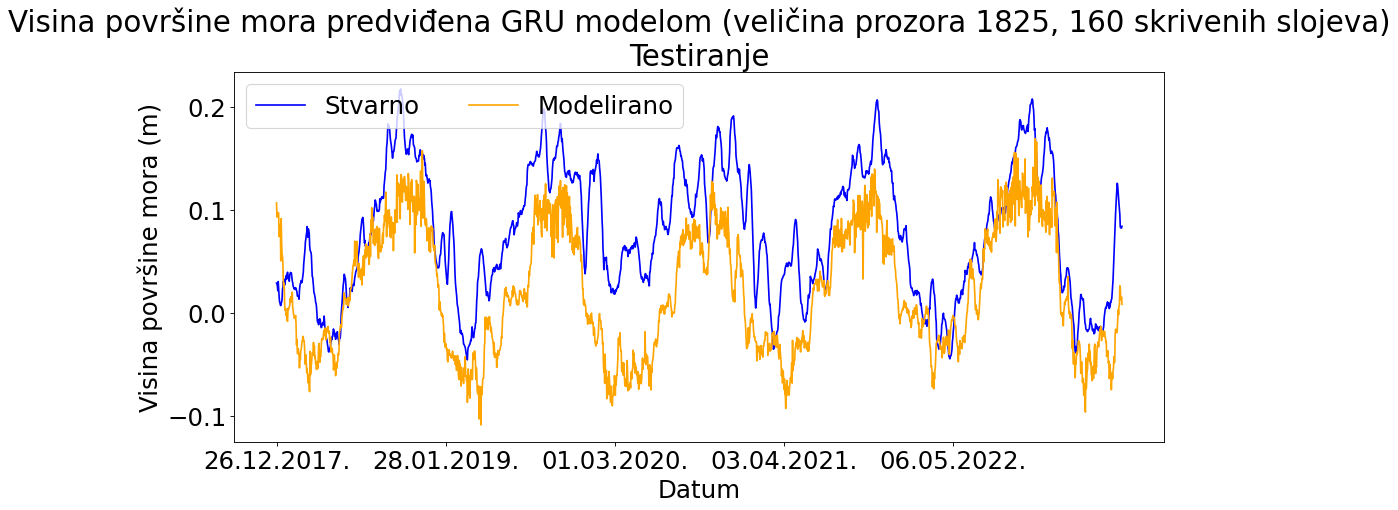 Visina površine mora predviđena GRU modelom (veličina prozora 1825, 160 skrivenih slojeva)
Testiranje
Stvarno
Modelirano
Visina površine mora (m)
0.2
0.1
0.0
−0.1
26.12.2017.
28.01.2019.
01.03.2020.
03.04.2021.
06.05.2022.
Datum